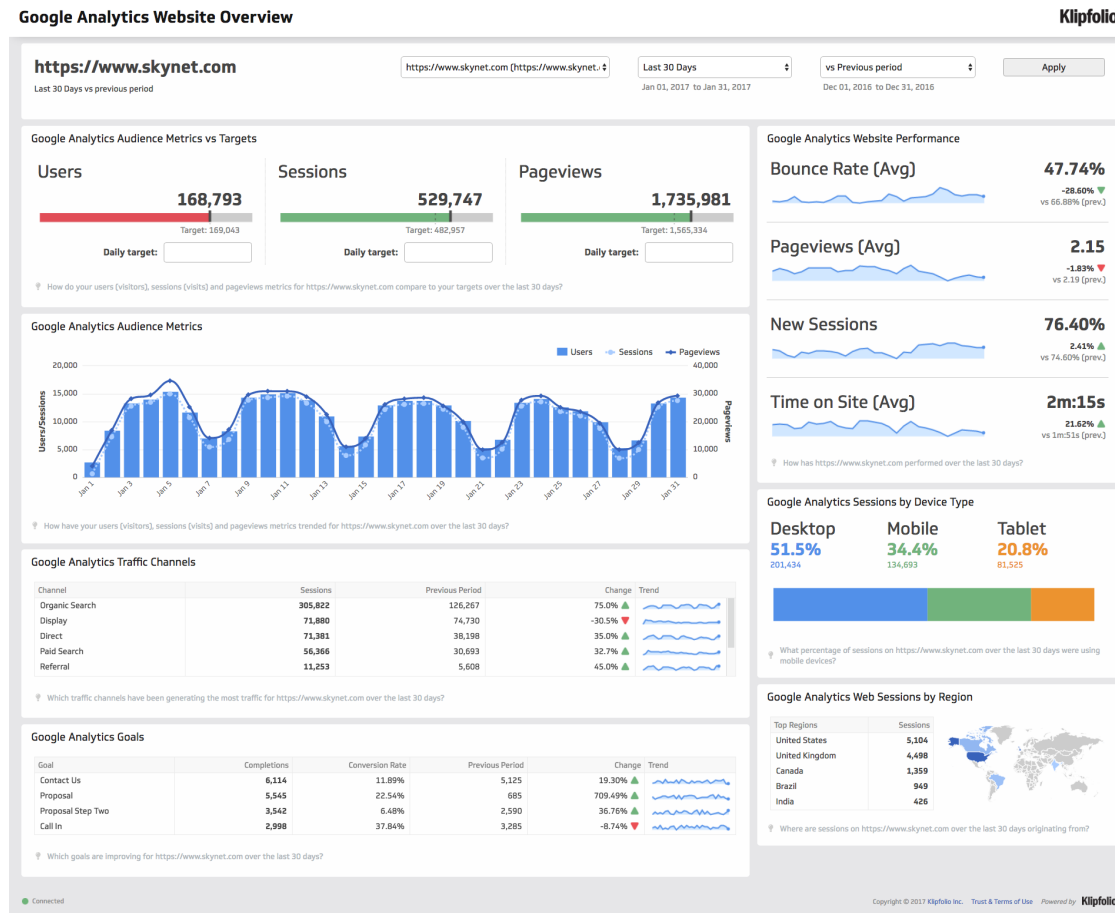 Google Analytics Website Overview
Klipfolio
https://www.skynet.com
Last 30 Days vs previous period
https://www.skynet.com (https://www.skynet.
Last 30 Days
Jan 01, 2017 to Jan 31, 2017
vs Previous period
Dec 01, 2016 to Dec 31, 2016
Apply
Google Analytics Audience Metrics vs Targets
Users
168,793
Target: 169,043
Daily target:
Sessions
529,747
Target: 482,957
Daily target:
Pageviews
1,735,981
Target: 1,565,334
Daily target:
How do your users (visitors), sessions (visits) and pageviews metrics for https://www.skynet.com compare to your targets over the last 30 days?
Google Analytics Audience Metrics
Users Sessions Pageviews
20,000 40,000
15,000 30,000
10,000 20,000
5,000 10,000
0 0
Users/Sessions
Pageviews
Jan 1 Jan 3 Jan 5 Jan 7 Jan 9 Jan 11 Jan 13 Jan 15 Jan 17 Jan 19 Jan 21 Jan 23 Jan 25 Jan 27 Jan 29 Jan 31
How have your users (visitors), sessions (visits) and pageviews metrics trended for https://www.skynet.com over the last 30 days?
Google Analytics Traffic Channels
Channel Sessions Previous Period Change Trend
Organic Search 305,822 126,267 75.0%
Display 71,880 74,730 -30.5%
Direct 71,381 38,198 35.0%
Paid Search 56,366 30,693 32.7%
Referral 11,253 5,608 45.0%
Which traffic channels have been generating the most traffic for https://www.skynet.com over the last 30 days?
Google Analytics Goals
Goal Completions Conversion Rate Previous Period Change Trend
Contact Us 6,114 11.89% 5,125 19.30%
Proposal 5,545 22.54% 685 709.49%
Proposal Step Two 3,542 6.48% 2,590 36.76%
Call In 2,998 37.84% 3,285 -8.74%
Which goals are improving for https://www.skynet.com over the last 30 days?
Google Analytics Website Performance
Bounce Rate (Avg) 47.74%
-28.60%
vs 66.88% (prev.)
Pageviews (Avg) 2.15
-1.83%
vs 2.19 (prev.)
New Sessions 76.40%
2.41%
vs 74.60% (prev.)
Time on Site (Avg) 2m:15s
21.62%
vs 1m:51s (prev.)
How has https://www.skynet.com performed over the last 30 days?
Google Analytics Sessions by Device Type
Desktop Mobile Tablet
51.5% 34.4% 20.8%
201,434 134,693 81,525
What percentage of sessions on https://www.skynet.com over the last 30 days were using
mobile devices?
Google Analytics Web Sessions by Region
Top Regions Sessions
United States 5,104
United Kingdom 4,498
Canada 1,359
Brazil 949
India 426
Where are sessions on https://www.skynet.com over the last 30 days originating from?
Connected
Copyright © 2017 Klipfolio Inc. Trust & Terms of Use Powered by Klipfolio